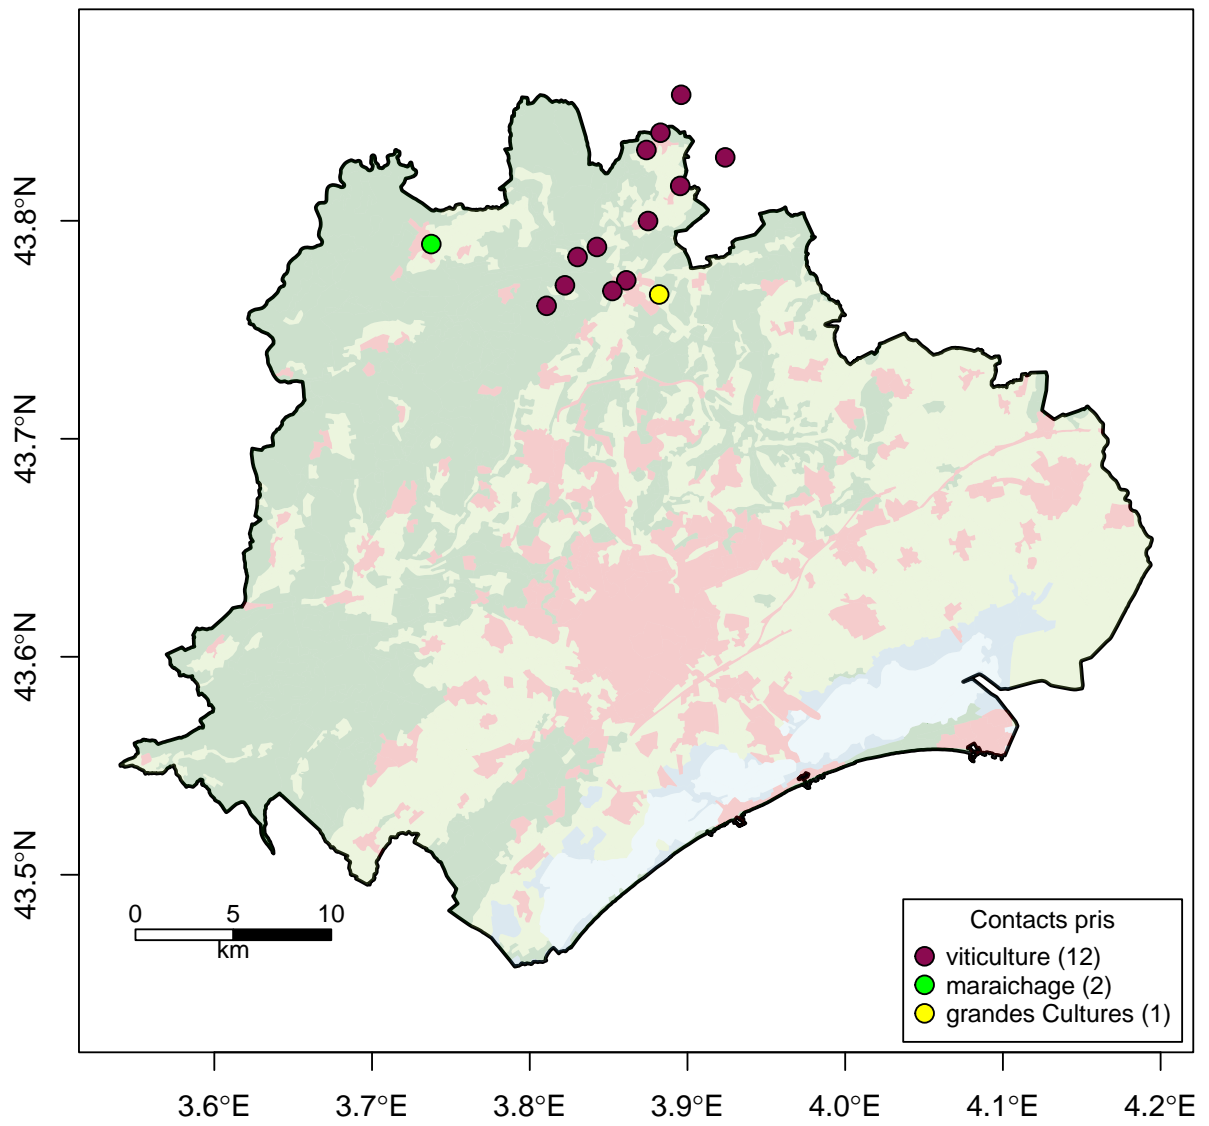 43.8°N
43.7°N
43.6°N
43.5°N
0 5 10
km
Contacts pris
viticulture (12)
maraichage (2)
grandes Cultures (1)
3.6°E 3.7°E 3.8°E 3.9°E 4.0°E 4.1°E 4.2°E